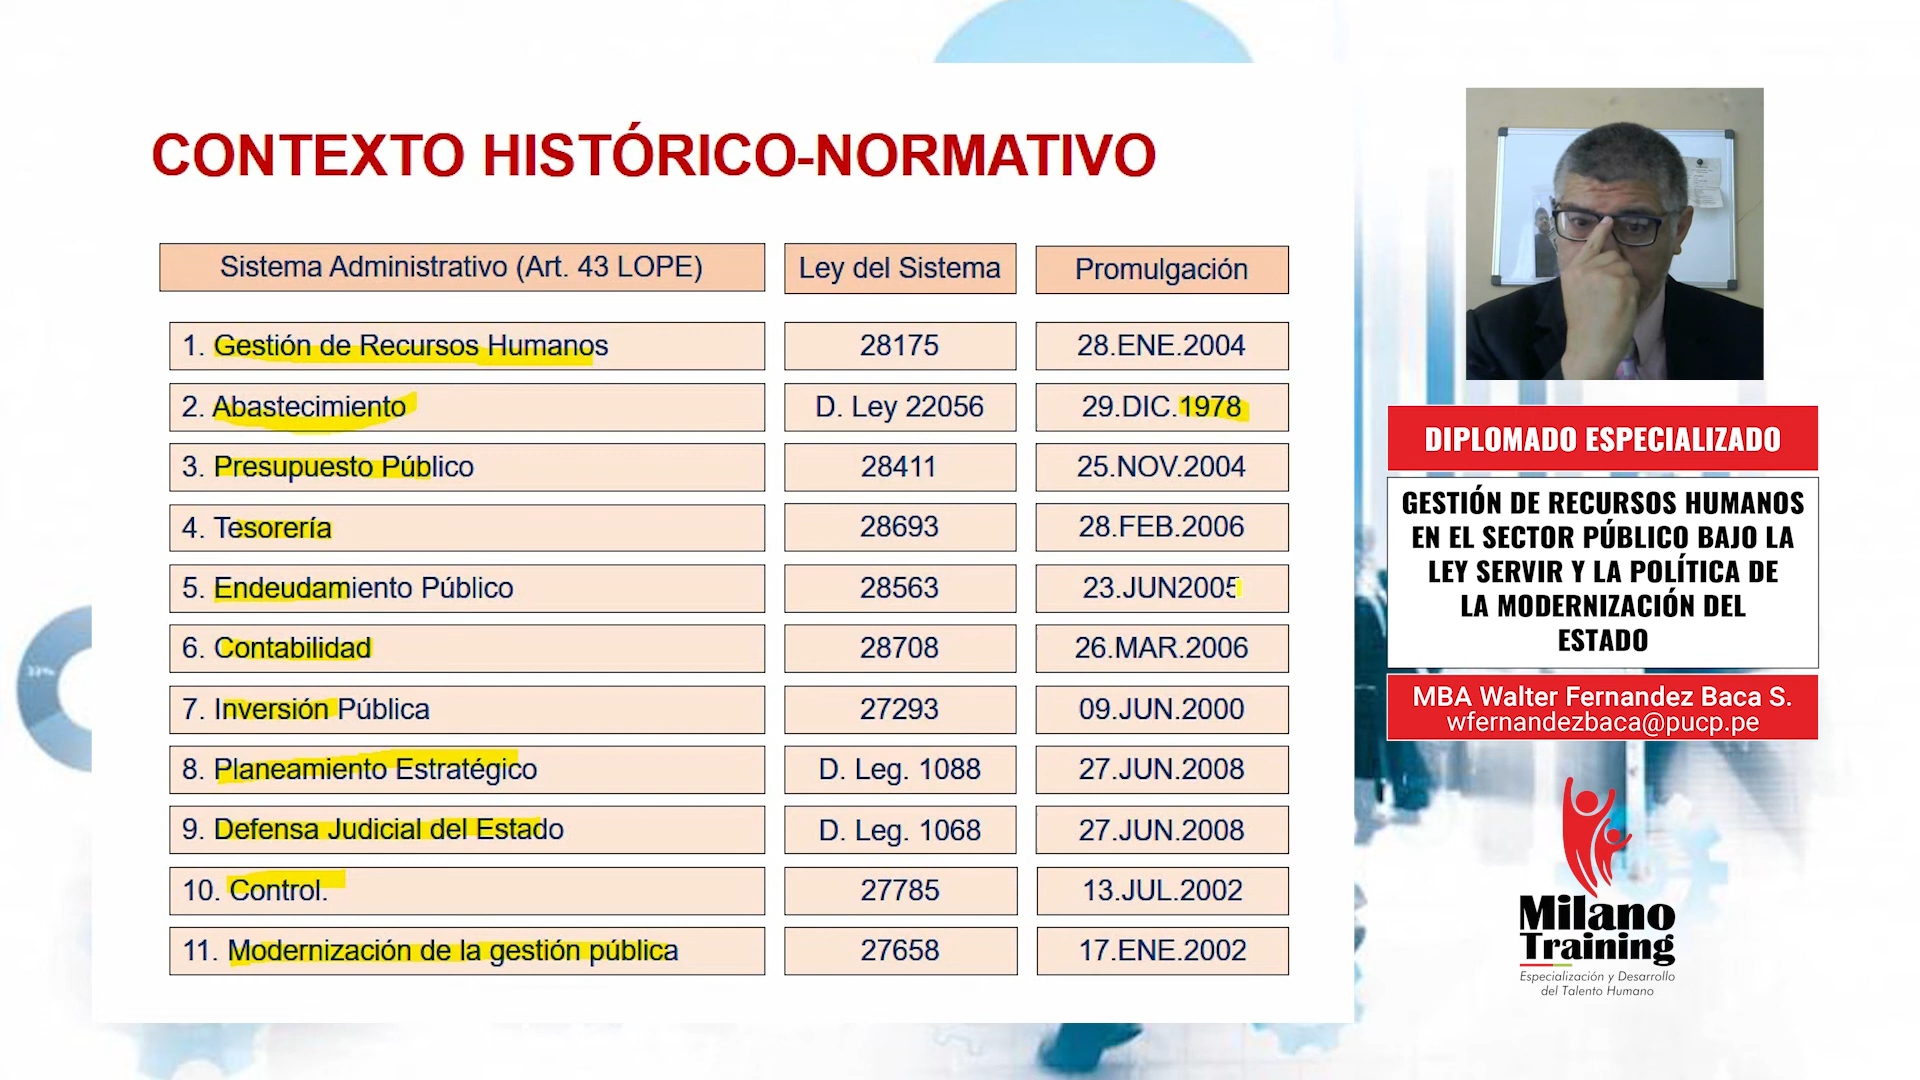 CONTEXTO HISTÓRICO-NORMATIVO
Sistema Administrativo (Art. 43 LOPE) Ley del Sistema Promulgación
1. Gestión de Recursos Humanos 28175 28.ENE.2004
2. Abastecimiento D. Ley 22056 29.DIC.1978
3. Presupuesto Público 28411 25.NOV.2004
4. Tesorería 28693 28.FEB.2006
5. Endeudamiento Público 28563 23.JUN2005
6. Contabilidad 28708 26.MAR.2006
7. Inversión Pública 27293 09.JUN.2000
8. Planeamiento Estratégico D. Leg. 1088 27.JUN.2008
9. Defensa Judicial del Estado D. Leg. 1068 27.JUN.2008
10. Control. 27785 13.JUL.2002
11. Modernización de la gestión pública 27658 17.ENE.2002
DIPLOMADO ESPECIALIZADO
GESTIÓN DE RECURSOS HUMANOS
EN EL SECTOR PÚBLICO BAJO LA
LEY SERVIR Y LA POLÍTICA DE
LA MODERNIZACIÓN DEL
ESTADO
MBA Walter Fernandez Baca S.
wfernandezbaca@pucp.pe
Milano
Training
Especialización y Desarrollo
del Talento Humano